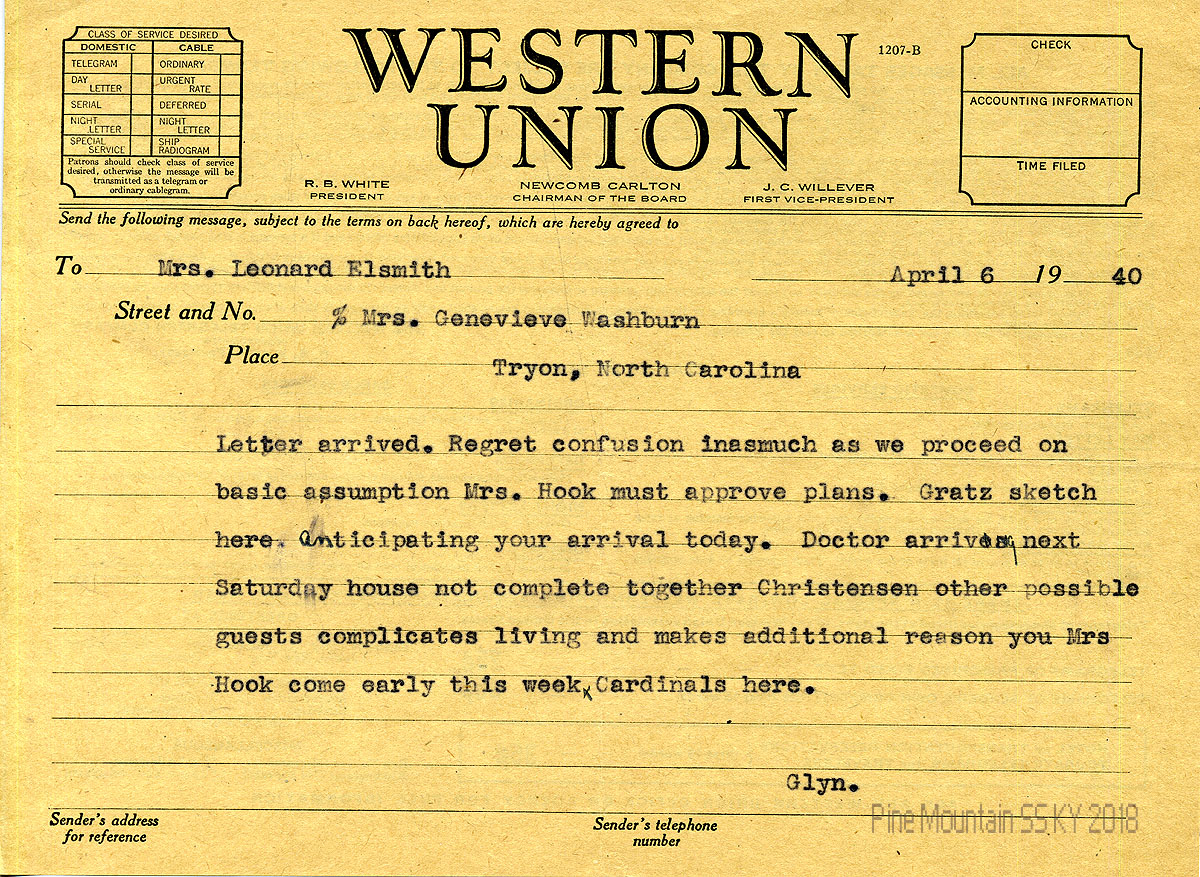 CLASS OF SERVICE DESIRED
DOMESTIC CABLE
TELEGRAM ORDINARY
DAY LETTER URGENT RATE
SERIAL DEFERRED
NIGHT LETTER NIGHT LETTER
SPECIAL SERVICE SHIP RADIOGRAM
Patrons should check class of service
desired, otherwise the message will be
transmitted as a telegram or
ordinary cablegram.
WESTERN
UNION
1207-B
CHECK
ACCOUNTING INFORMATION
TIME FILED
R. B. WHITE
PRESIDENT
NEWCOMB CARLTON
CHAIRMAN OF THE BOARD
J. C. WILLEVER
FIRST VICE-PRESIDENT
Send the following message, subject to the terms on back hereof, which are hereby agreed to
To Mrs. Leonard Elsmith April 6 19 40
Street and No. % Mrs. Genevieve Washburn
Place Tryon, North Carolina
Letter arrived. Regret confusion inasmuch as we proceed on
basic assumption Mrs. Hook must approve plans. Gratz sketch
here. Anticipating your arrival today. Doctor next
Saturday house not complete together Christensen other possible
guests complicates living and makes additional reason you Mrs
Hook come early this week Cardinals here.
Glyn.
Sender's address
for reference
Sender's telephone
number
Pine Mountain SS KY 2018